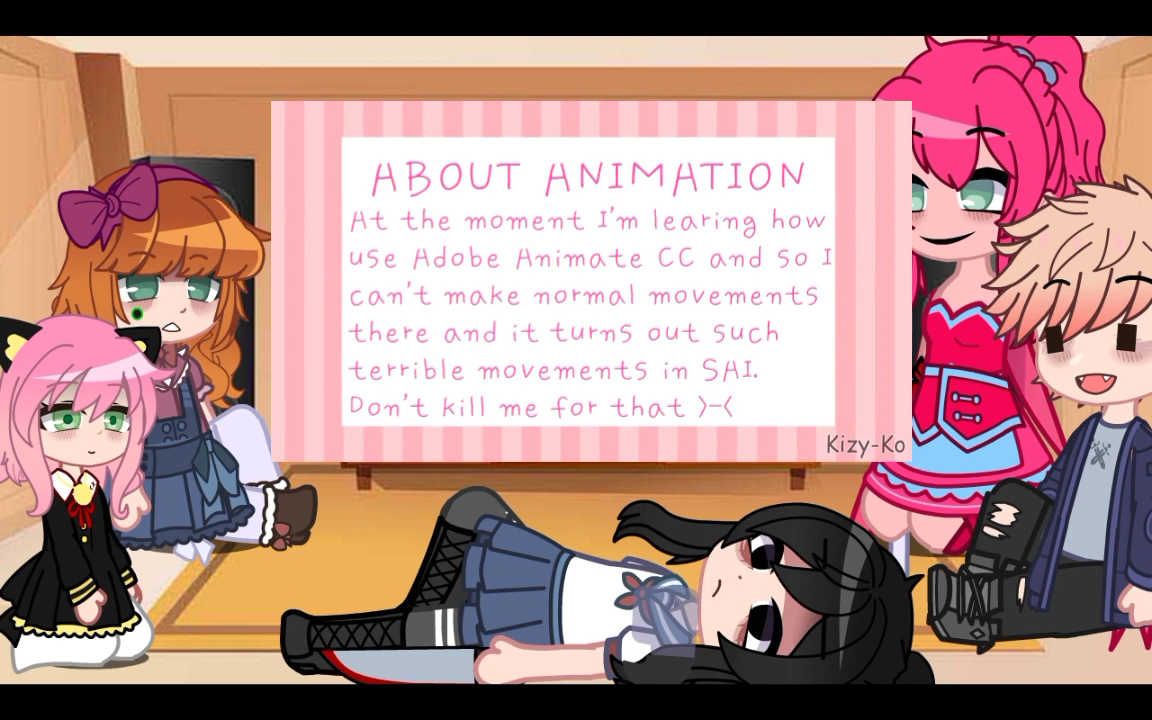 ABOUT ANIMATION
At the moment I'm learing how
use Adobe Animate CC and so I
can't make normal movements
there and it turns out such
terrible movements in SAI.
Don't kill me for that >-<
Kizy-Ko